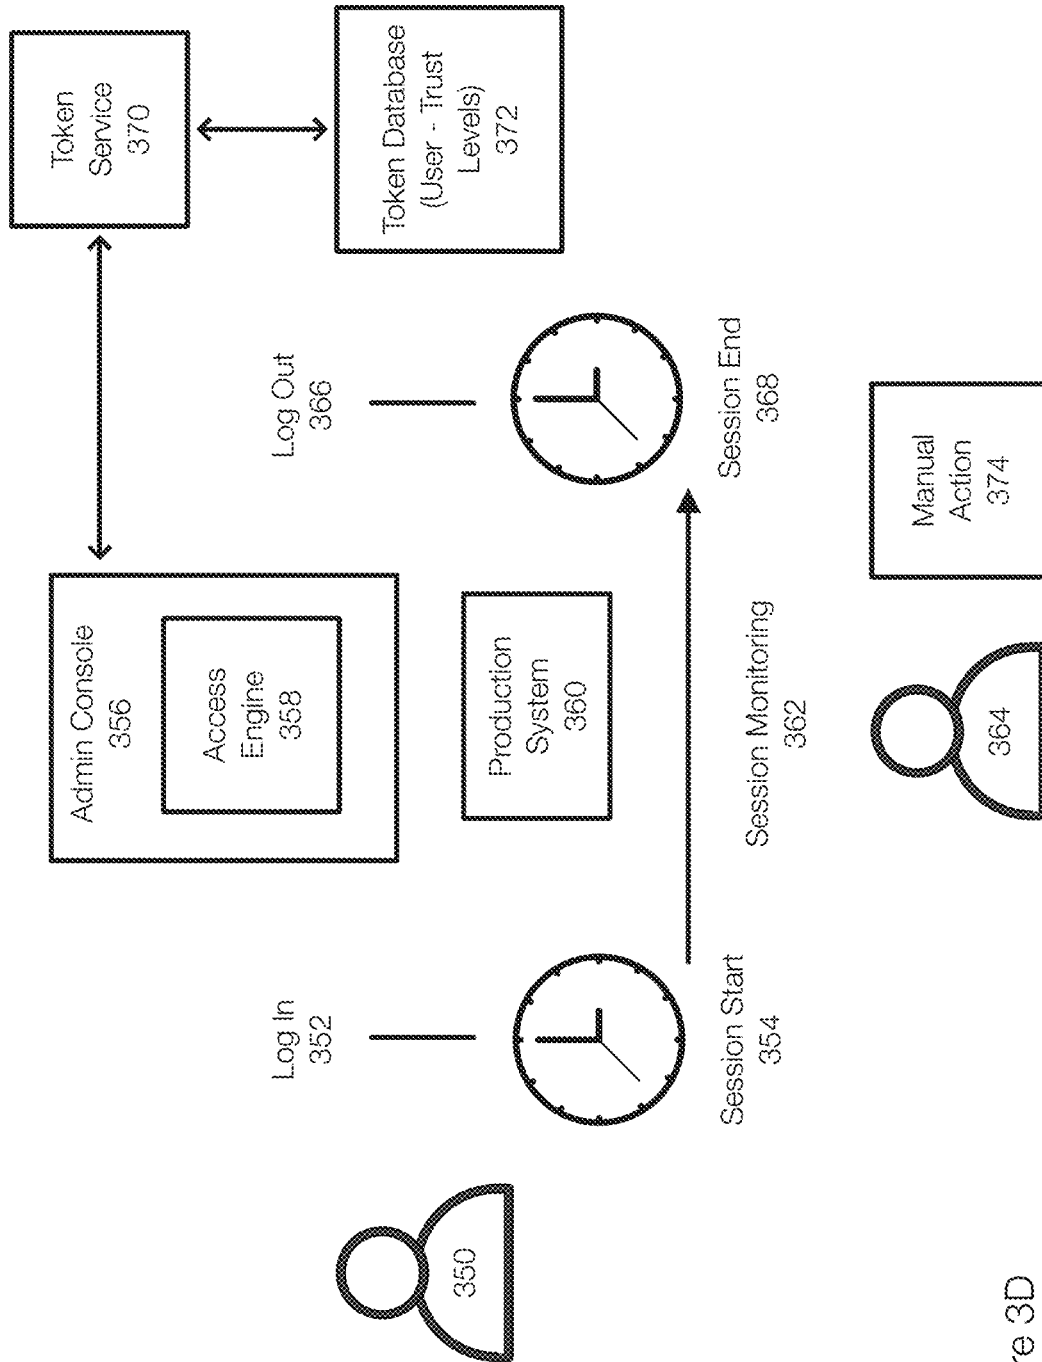 Token
Service
370
Admin Console
356
Access
Engine
358
Token Database
(User - Trust
Levels)
372
Log In
352
Log Out
366
350
Production
System
360
Session Start
354
Session Monitoring
362
Session End
368
364
Manual
Action
374
3D